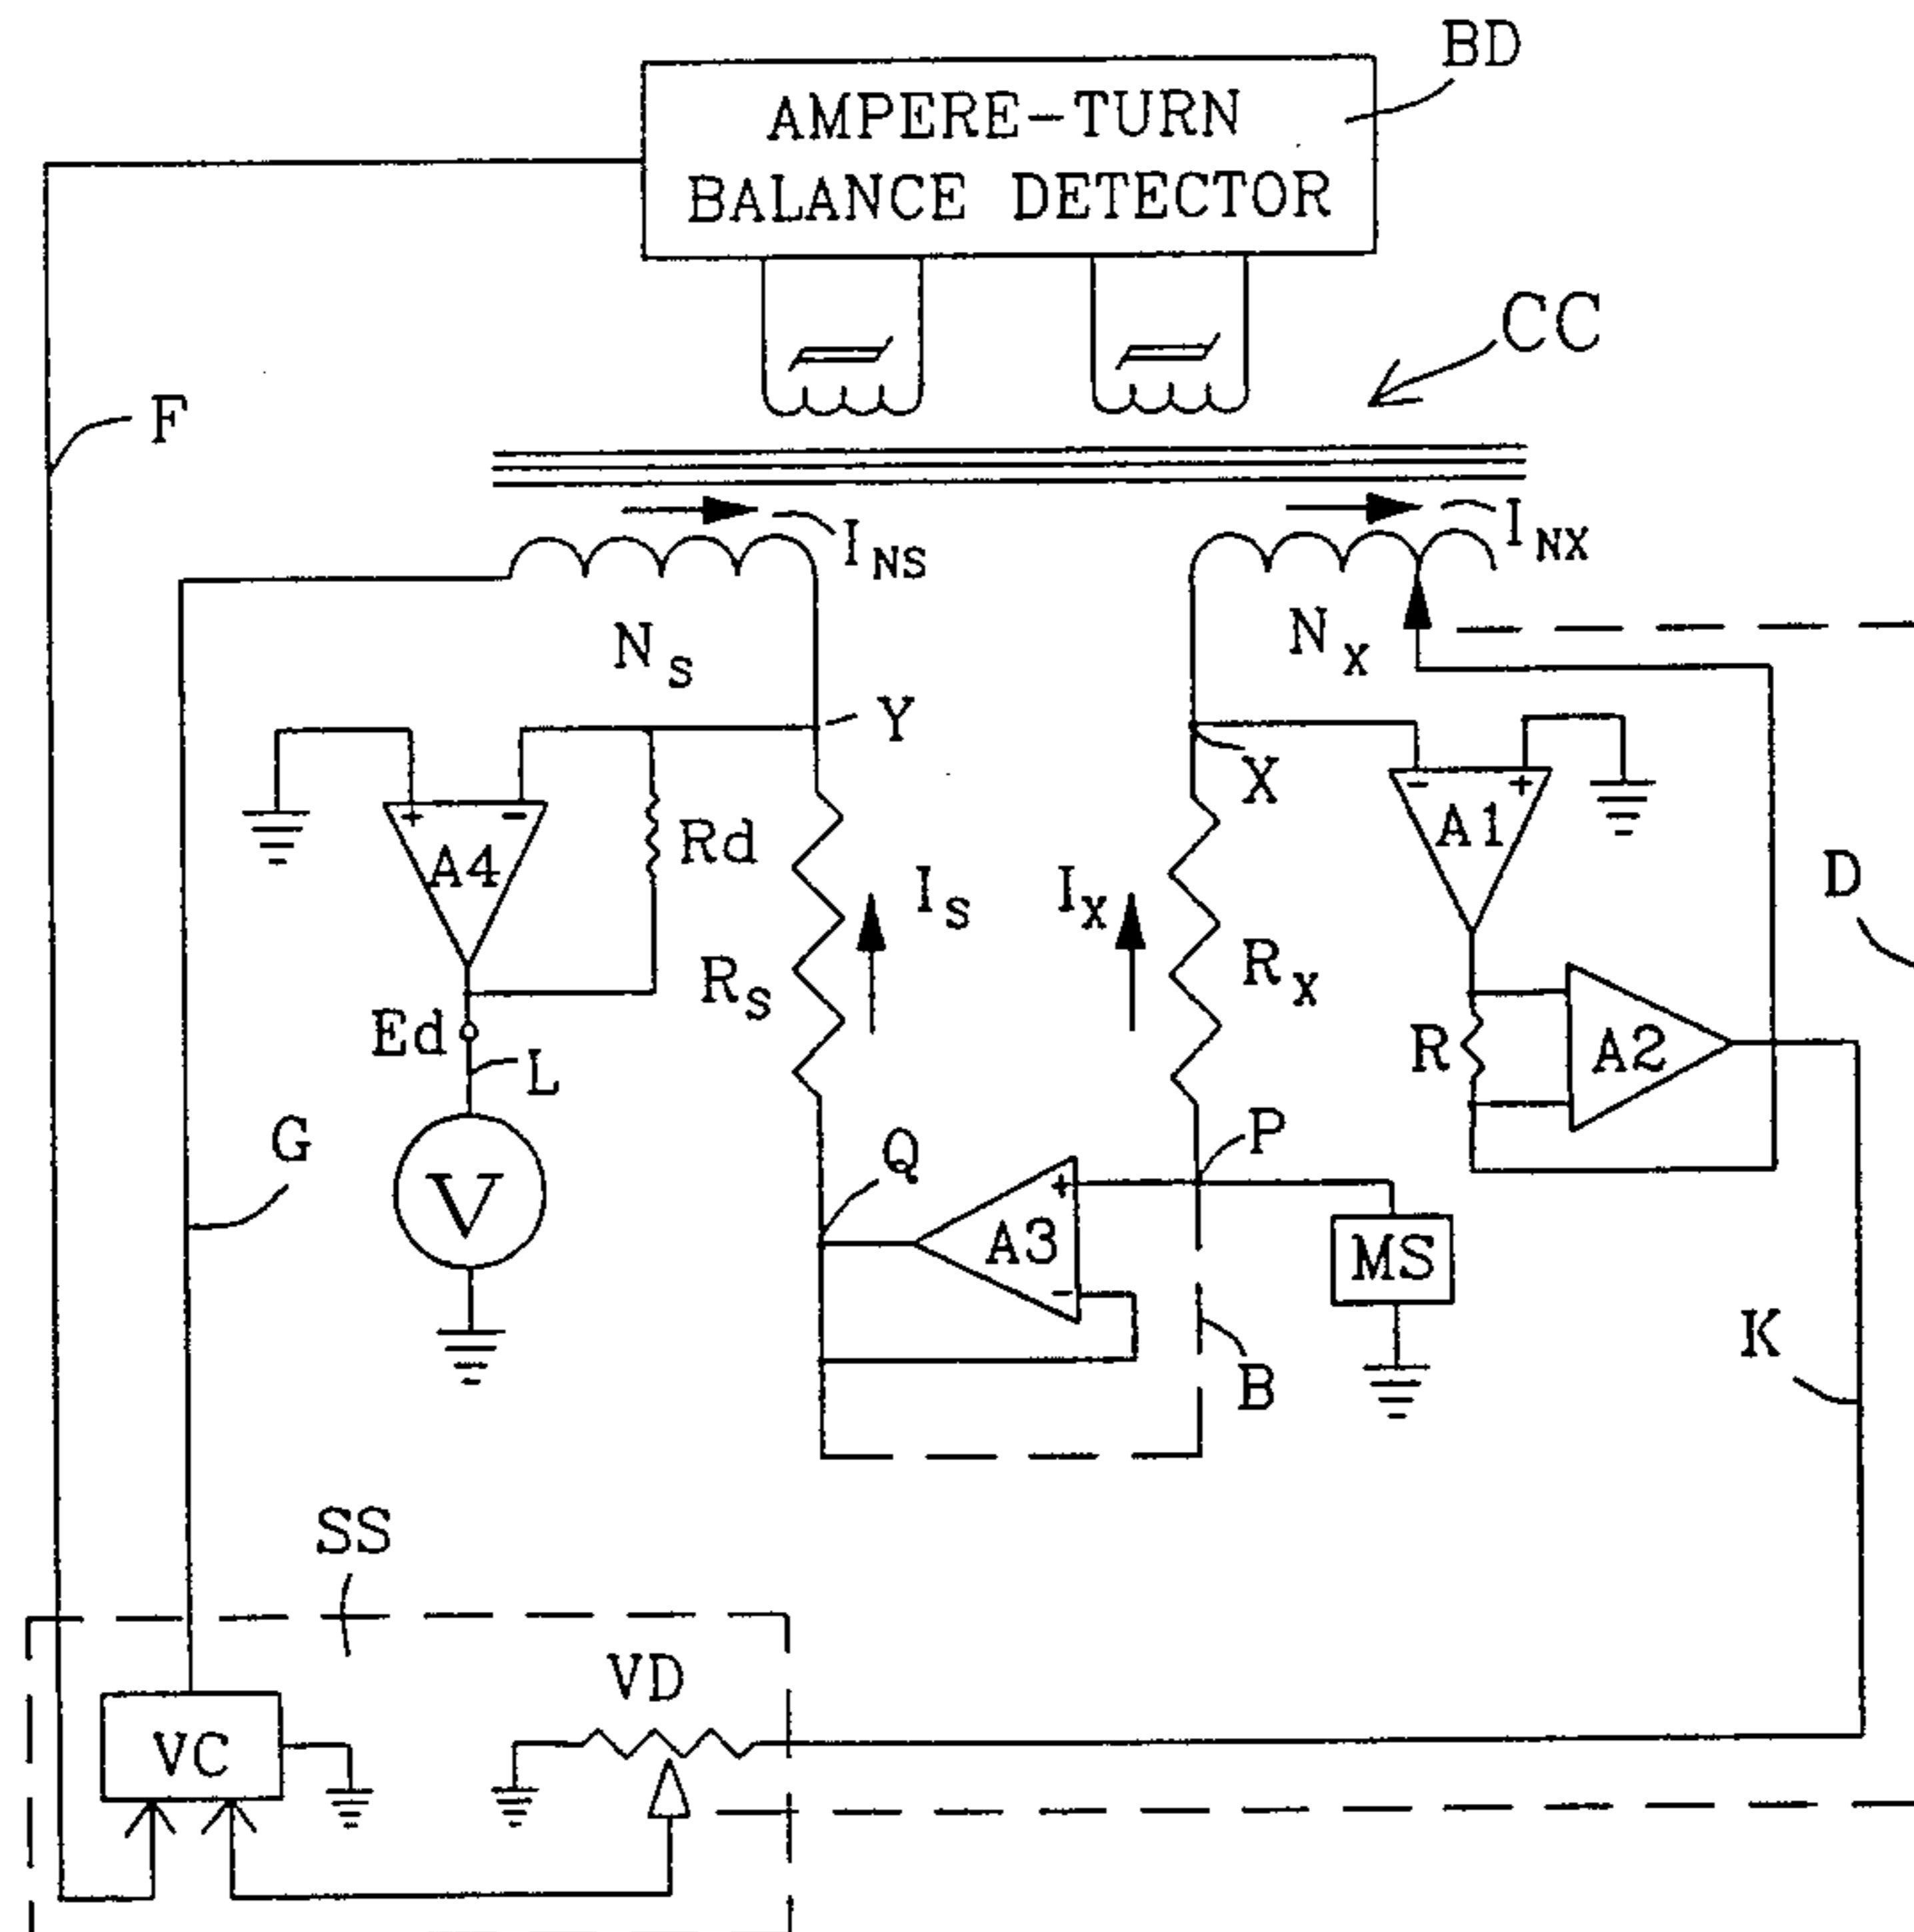 BD
AMPERE-TURN
BALANCE DETECTOR
CC
F
I NS
I NX
N S
N X
Y
X
+
-
A4
Rd
-
+
A1
D
I S
I X
R S
R X
Ed
L
R
A2
G
V
Q
P
+
A3
-
MS
B
K
SS
VD
VC